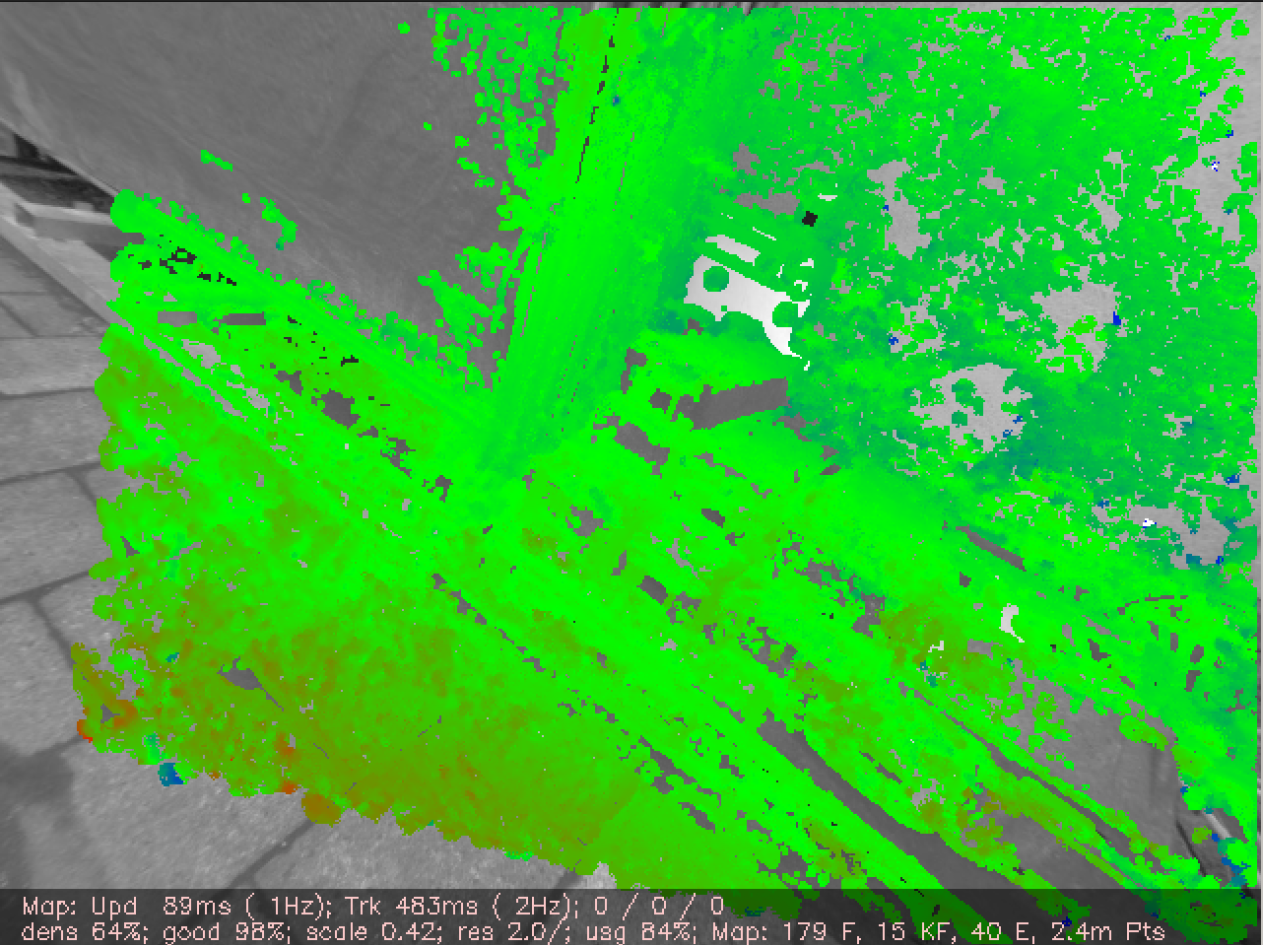 Map: Upd 89ms ( 1Hz); Trk 483ms ( 2Hz); 0 / 0 / 0
dens 64%; good 98%; scale 0.42; res 2.0/; usg 84%; Map: 179 F, 15 KF, 40 E, 2.4m Pts